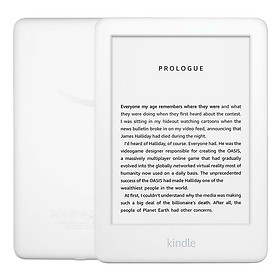 PROLOGUE
Everyone my age remembers where they were and what
they were doing when they first heard about the contest.
I was sitting in my hideout watching cartoons when the
news bulletin broke in on my video feed, announcing that
James Halliday had died during the night.
I'd heard of Halliday, of course. Everyone had. He was the
videogame designer responsible for creating the OASIS,
a massively multiplayer online game that had gradually
evolved into the globally networked virtual reality most of
humanity now used on a daily basis. The unprecedented
success of the OASIS had made Halliday one of the
wealthiest people in the world.
At first, I couldn't understand why the media was making
such a big deal of the billionaire's death. After all, the
people of Planet Earth had other concerns.
kindle